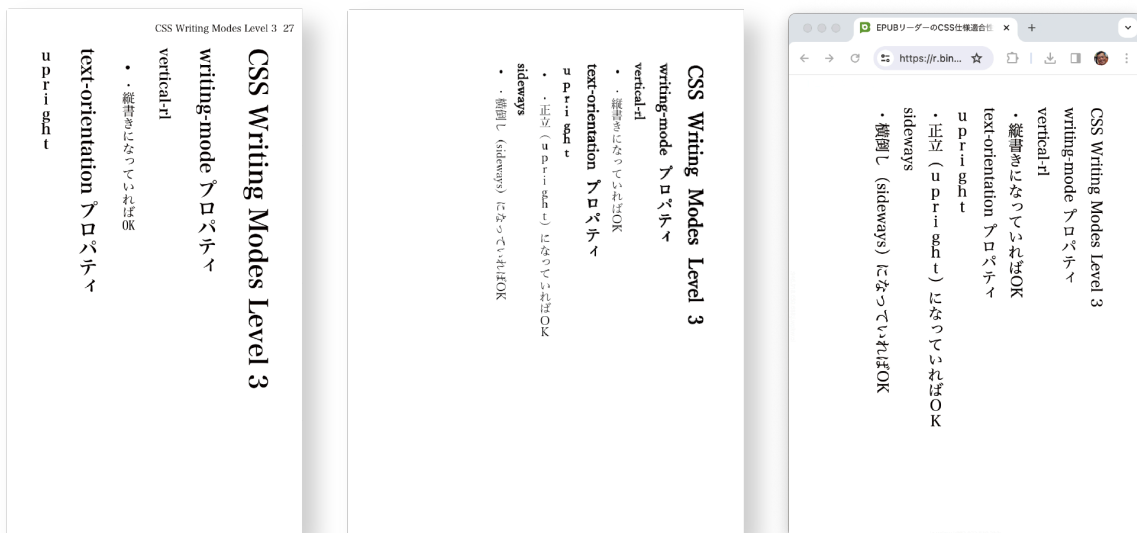 CSS Writing Modes Level 3 27
CSS Writing Modes Level 3
writing-mode プロパティ
vertical-rl
• ・縦書きになっていればOK
text-orientation プロパティ
upright
CSS Writing Modes Level 3
writing-mode プロパティ
vertical-rl
• ・縦書きになっていればOK
text-orientation プロパティ
upright
• ・正立（upright）になっていればOK
sideways
• ・横倒し（sideways）になっていればOK
EPUBリーダーのCSS仕様適合性
https://r.bin...
CSS Writing Modes Level 3
writing-mode プロパティ
vertical-rl
・縦書きになっていればOK
text-orientation プロパティ
upright
・正立（upright）になっていればOK
sideways
・横倒し（sideways）になっていればOK